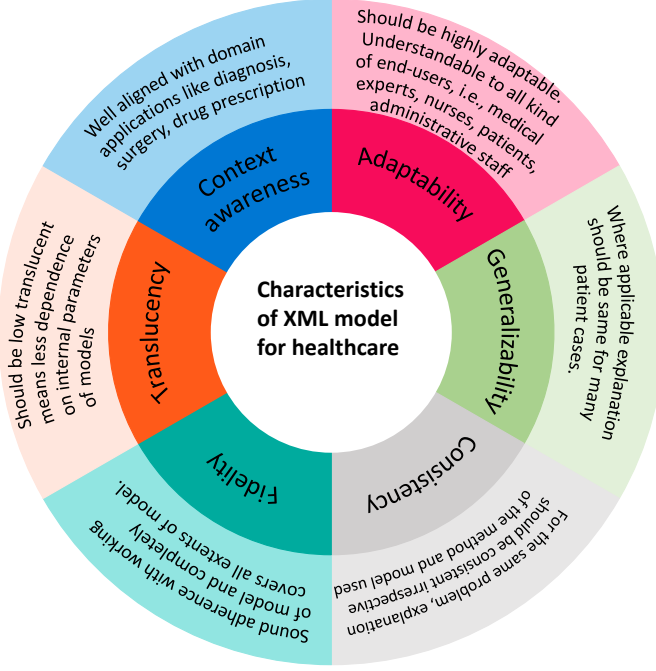 Characteristics
of XML model
for healthcare
Context
awareness
Well aligned with domain
applications like diagnosis,
surgery, drug prescription
Adaptability
Should be highly adaptable.
Understandable to all kind
of end-users, i.e., medical
experts, nurses, patients,
administrative staff
Generalizability
Where applicable explanation
should be same for many
patient cases.
Consistency
For the same problem, explanation
should be consistent irrespective
of the method and model used
Fidelity
Sound adherence with working
of model and completely
covers all extents of model.
Translucency
Should be low translucent
means less dependence
on internal parameters
of models